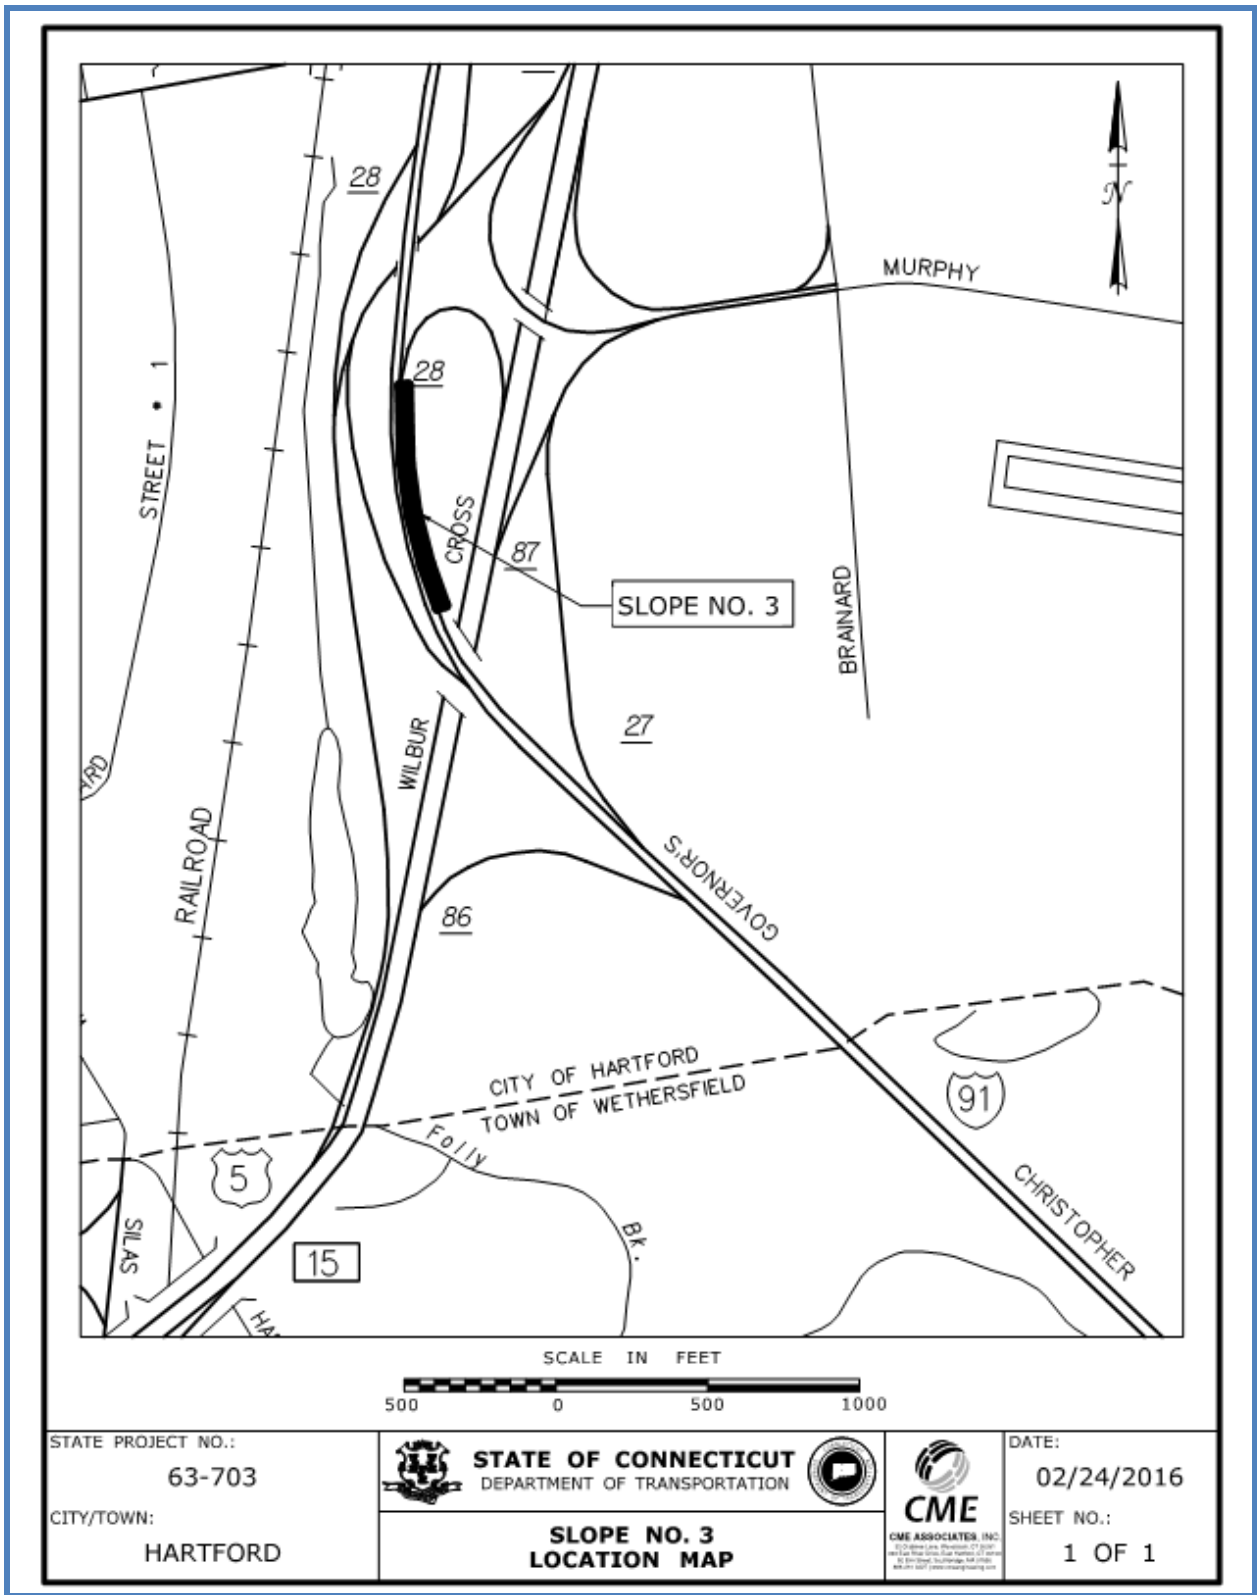 28
N
MURPHY
STREET • 1
28
CROSS
87
SLOPE NO. 3
BRAINARD
27
WILBUR
RAILROAD
GOVERNOR'S
86
CITY OF HARTFORD
TOWN OF WETHERSFIELD
91
Folly
5
CHRISTOPHER
SILAS
Bk.
15
SCALE IN FEET
500 0 500 1000
STATE PROJECT NO.:
63-703
CITY/TOWN:
HARTFORD
STATE OF CONNECTICUT
DEPARTMENT OF TRANSPORTATION
SLOPE NO. 3
LOCATION MAP
CME
CME ASSOCIATES, INC.
DATE:
02/24/2016
SHEET NO.:
1 OF 1